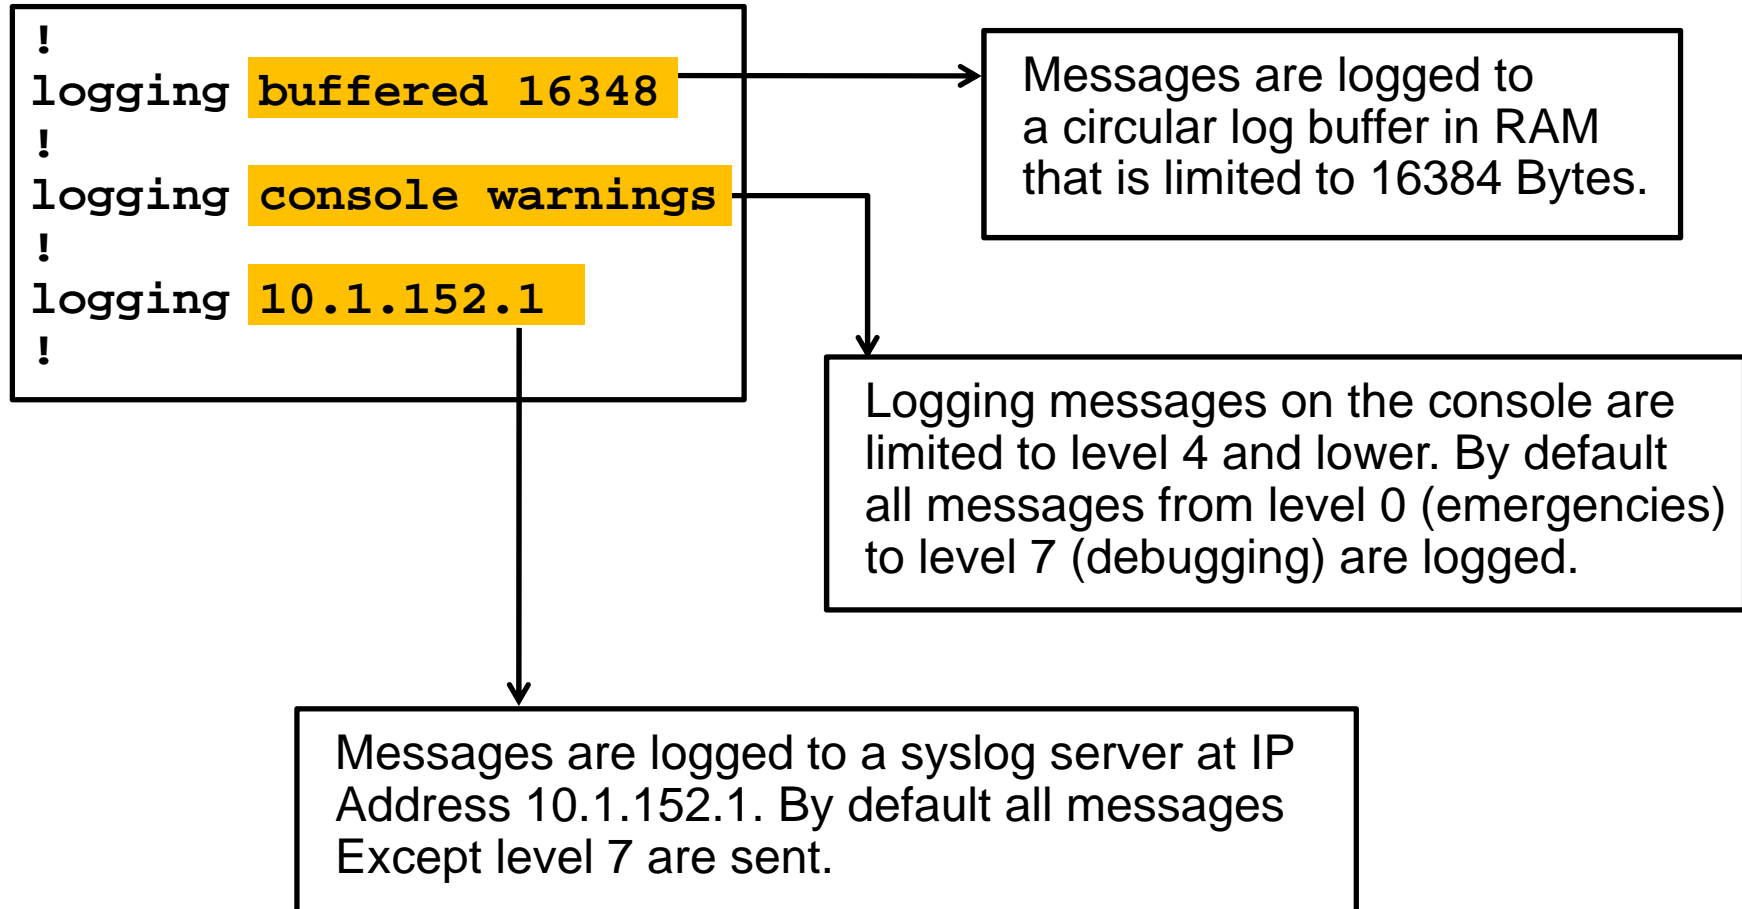 !
logging buffered 16348
!
logging console warnings
!
logging 10.1.152.1
!
Messages are logged to
a circular log buffer in RAM
that is limited to 16384 Bytes.
Logging messages on the console are
limited to level 4 and lower. By default
all messages from level 0 (emergencies)
to level 7 (debugging) are logged.
Messages are logged to a syslog server at IP
Address 10.1.152.1. By default all messages
Except level 7 are sent.